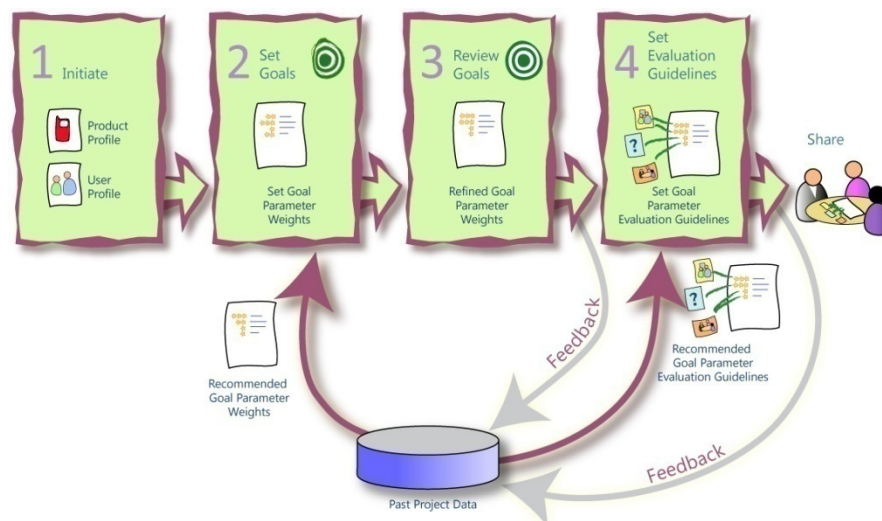 1 Initiate
Product
Profile
User
Profile
2 Set
Goals
Set Goal
Parameter
Weights
3 Review
Goals
Refined Goal
Parameter
Weights
4 Set
Evaluation
Guidelines
?
Set Goal
Parameter
Evaluation Guidelines
Share
Recommended
Goal Parameter
Weights
Feedback
?
Recommended
Goal Parameter
Evaluation Guidelines
Feedback
Past Project Data